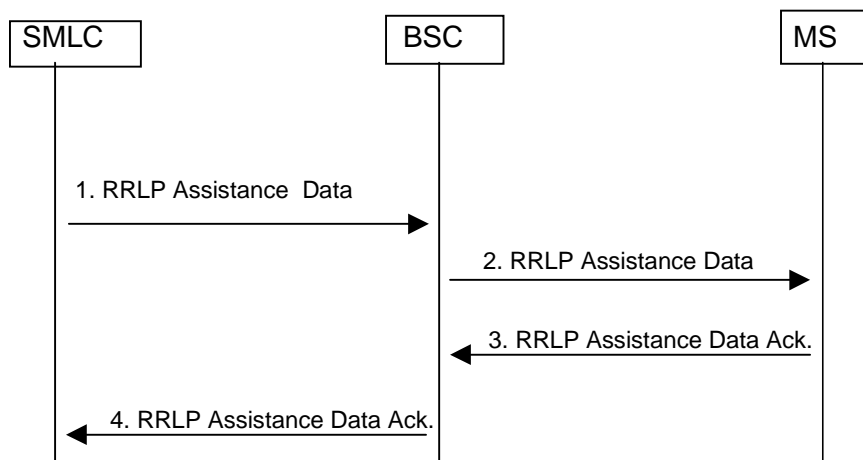 SMLC
BSC
MS
1. RRLP Assistance Data
2. RRLP Assistance Data
3. RRLP Assistance Data Ack.
4. RRLP Assistance Data Ack.